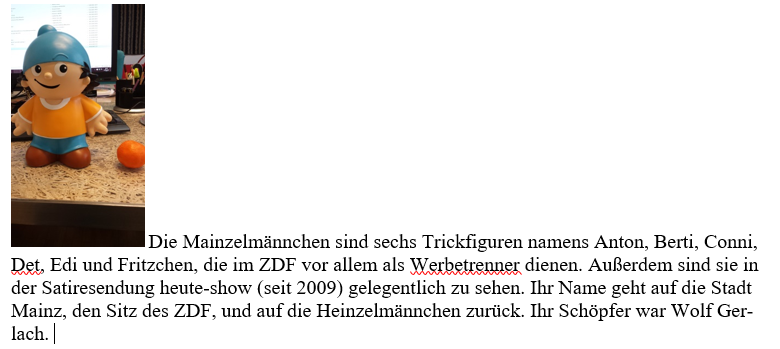 Die Mainzelmännchen sind sechs Trickfiguren namens Anton, Berti, Conni,
Det, Edi und Fritzchen, die im ZDF vor allem als Werbetrenner dienen. Außerdem sind sie in
der Satiresendung heute-show (seit 2009) gelegentlich zu sehen. Ihr Name geht auf die Stadt
Mainz, den Sitz des ZDF, und auf die Heinzelmännchen zurück. Ihr Schöpfer war Wolf Ger-
lach.